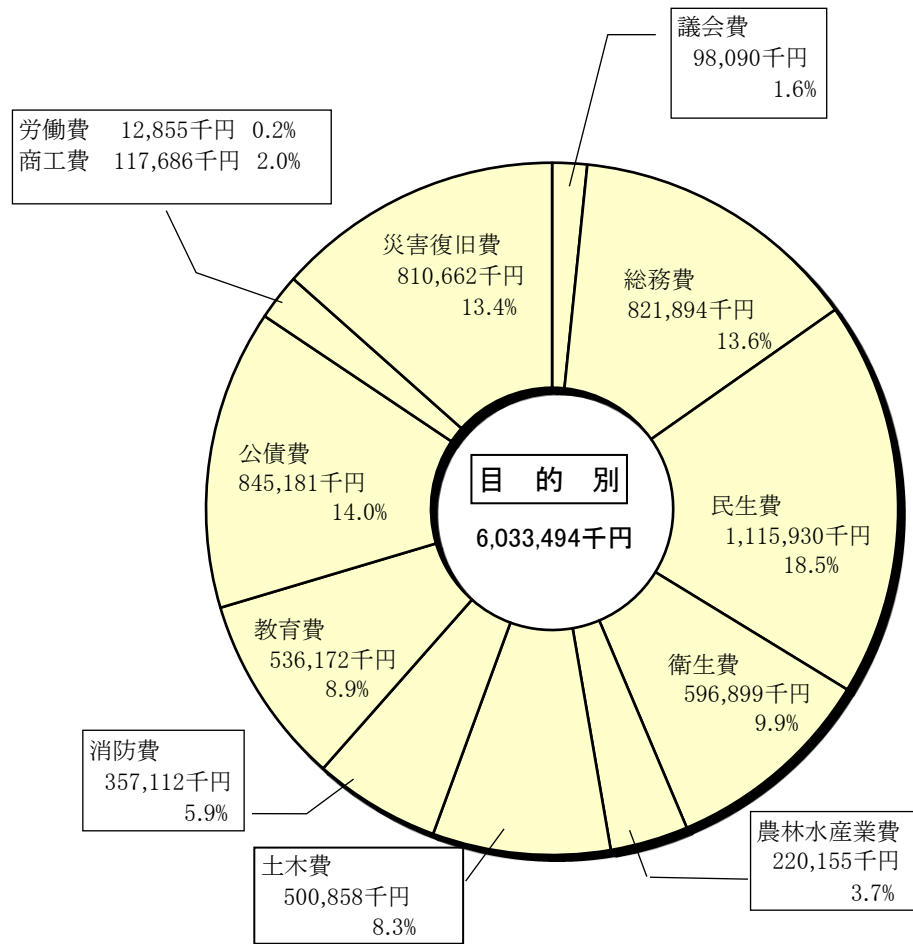 議会費
98,090千円
1.6%
労働費 12,855千円 0.2%
商工費 117,686千円 2.0%
災害復旧費
810,662千円
13.4%
総務費
821,894千円
13.6%
公債費
845,181千円
14.0%
目 的 別
6,033,494千円
民生費
1,115,930千円
18.5%
教育費
536,172千円
8.9%
衛生費
596,899千円
9.9%
消防費
357,112千円
5.9%
農林水産業費
220,155千円
3.7%
土木費
500,858千円
8.3%